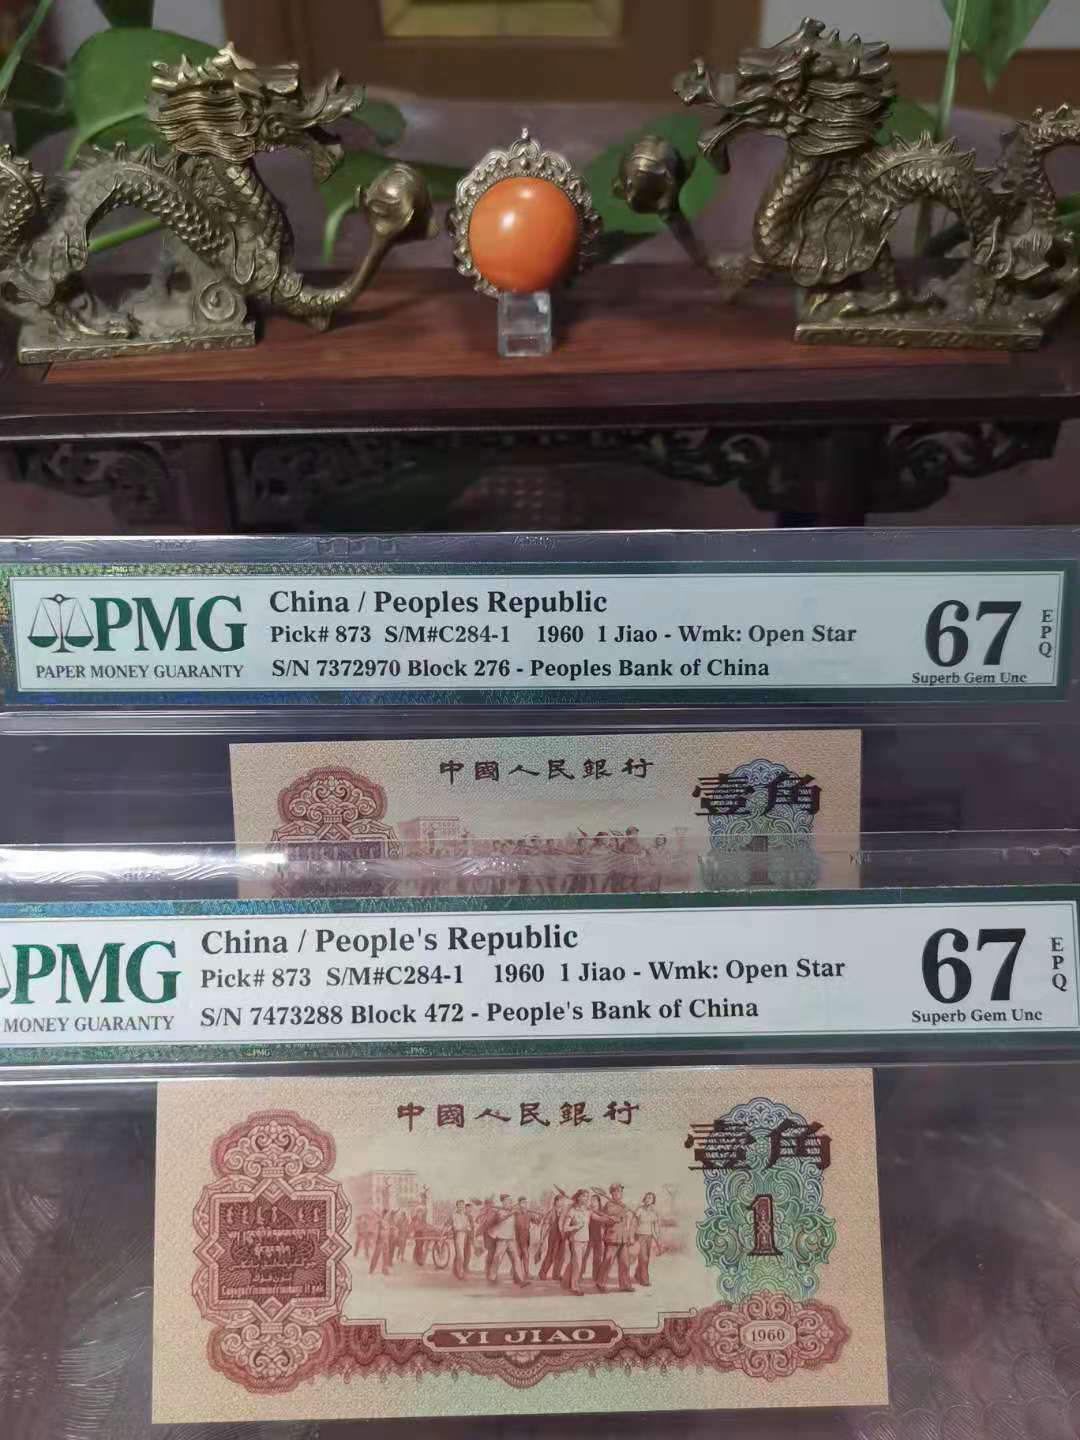 PMG
PAPER MONEY GUARANTY
China / Peoples Republic
Pick# 873 S/M#C284-1 1960 1 Jiao - Wmk: Open Star
S/N 7372970 Block 276 - Peoples Bank of China
67
EPQ
Superb Gem Unc
中國人民銀行
壹角
1
PMG
MONEY GUARANTY
China / People's Republic
Pick# 873 S/M#C284-1 1960 1 Jiao - Wmk: Open Star
S/N 7473288 Block 472 - People's Bank of China
67
EPQ
Superb Gem Unc
PMG
PMG
中國人民銀行
壹角
1
YI JIAO
1960